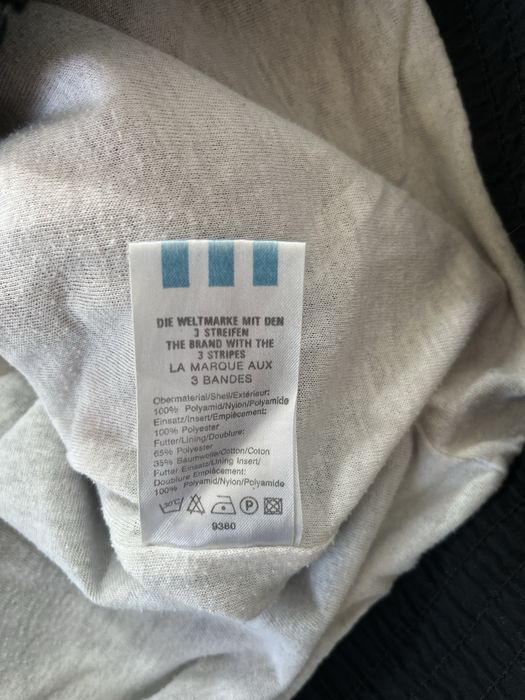 DIE WELTMARKE MIT DEN
3 STREIFEN
THE BRAND WITH THE
3 STRIPES
LA MARQUE AUX
3 BANDES
Obermaterial/Shell/Extérieur:
100% Polyamid/Nylon/Polyamide
Einsatz/Insert/Empiècement:
100% Polyester
Futter/Lining/Doublure:
65% Polyester
35% Baumwolle/Cotton/Coton
Futter Einsatz/Lining Insert/
Doublure Empiècement:
100% Polyamid/Nylon/Polyamide
30°C P
9380